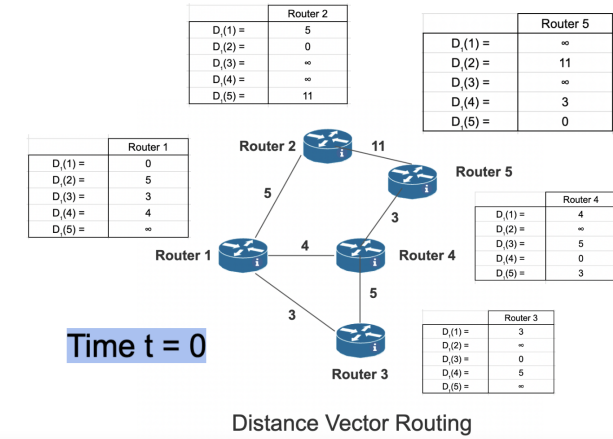 Router 2
D₁(1) = 5
D₁(2) = 0
D₁(3) = ∞
D₁(4) = ∞
D₁(5) = 11
Router 5
D₁(1) = ∞
D₁(2) = 11
D₁(3) = ∞
D₁(4) = 3
D₁(5) = 0
Router 1
D₁(1) = 0
D₁(2) = 5
D₁(3) = 3
D₁(4) = 4
D₁(5) = ∞
Router 2
11
Router 5
5
3
Router 4
D₁(1) = 4
D₁(2) = ∞
D₁(3) = 5
D₁(4) = 0
D₁(5) = 3
Router 1
4
Router 4
5
3
Router 3
D₁(1) = 3
D₁(2) = ∞
D₁(3) = 0
D₁(4) = 5
D₁(5) = ∞
Time t = 0
Router 3
Distance Vector Routing